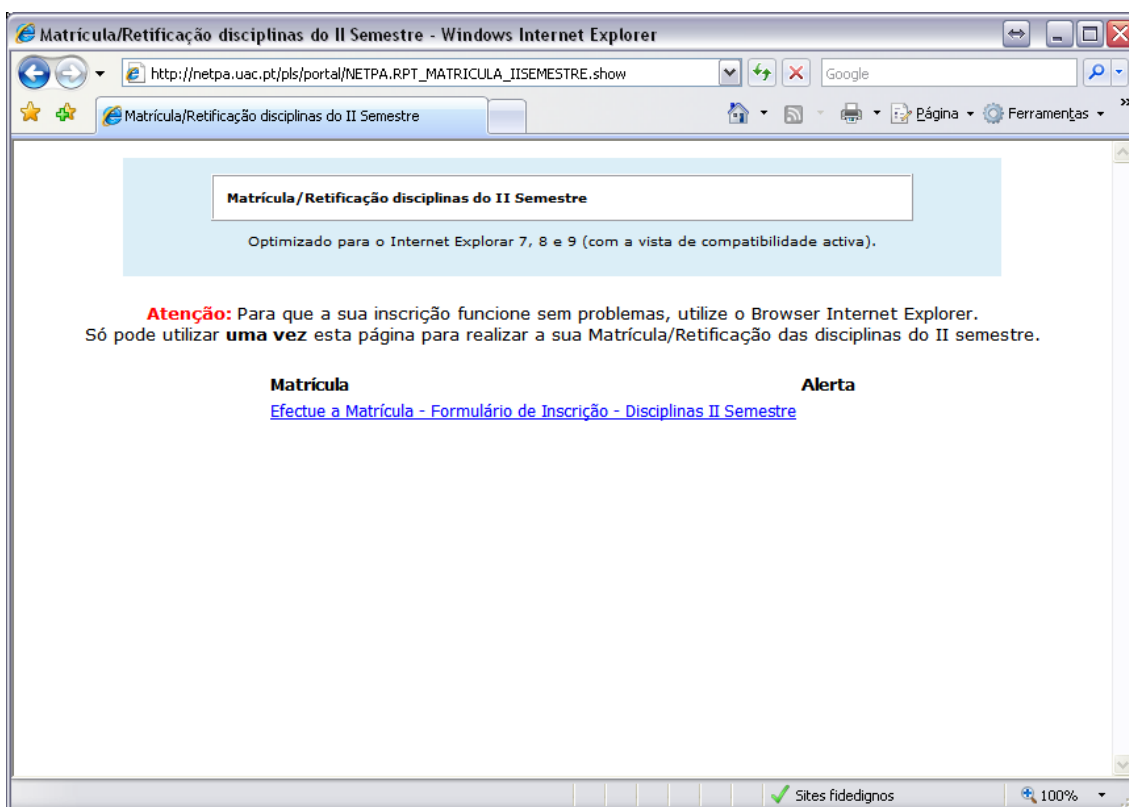 Matrícula/Retificação disciplinas do II Semestre - Windows Internet Explorer
http://netpa.uac.pt/pls/portal/NETPA.RPT_MATRICULA_IISEMESTRE.show
Google
Matrícula/Retificação disciplinas do II Semestre
Página
Ferramentas
»
Matrícula/Retificação disciplinas do II Semestre
Optimizado para o Internet Explorar 7, 8 e 9 (com a vista de compatibilidade activa).
Atenção: Para que a sua inscrição funcione sem problemas, utilize o Browser Internet Explorer.
Só pode utilizar uma vez esta página para realizar a sua Matrícula/Retificação das disciplinas do II semestre.
Matrícula Alerta
Efectue a Matrícula - Formulário de Inscrição - Disciplinas II Semestre
Sites fidedignos
100%